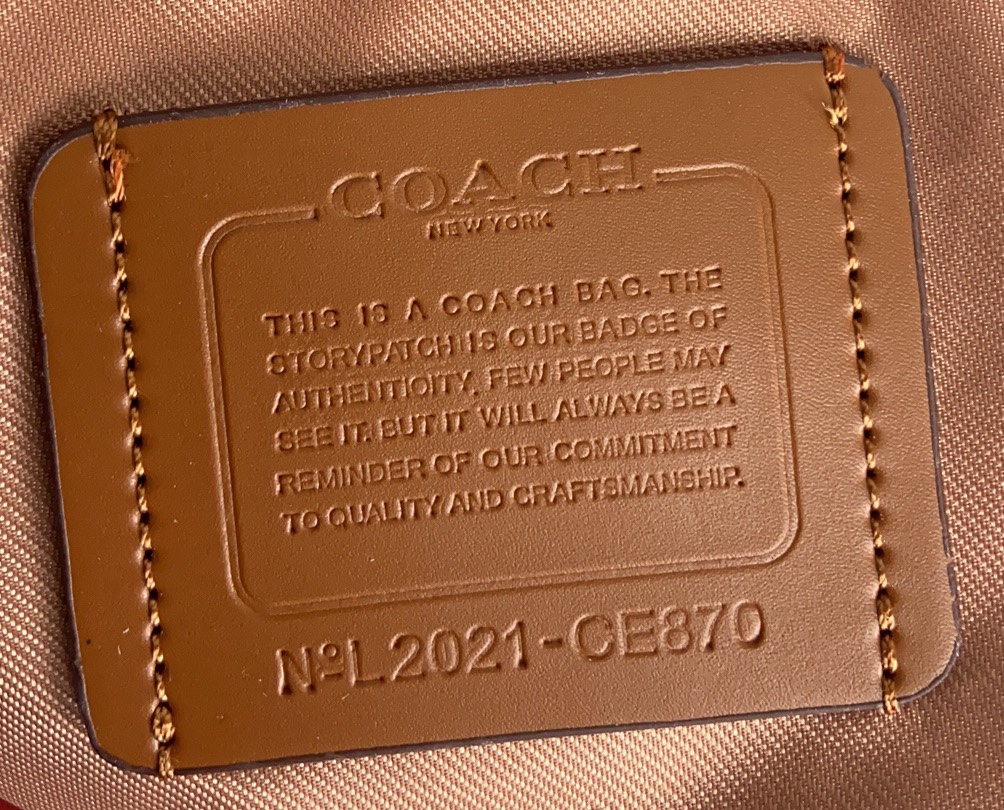 COACH
NEW YORK
THIS IS A COACH BAG. THE
STORYPATCH IS OUR BADGE OF
AUTHENTICITY. FEW PEOPLE MAY
SEE IT. BUT IT WILL ALWAYS BE A
REMINDER OF OUR COMMITMENT
TO QUALITY AND CRAFTSMANSHIP.
NºL2021-CE870